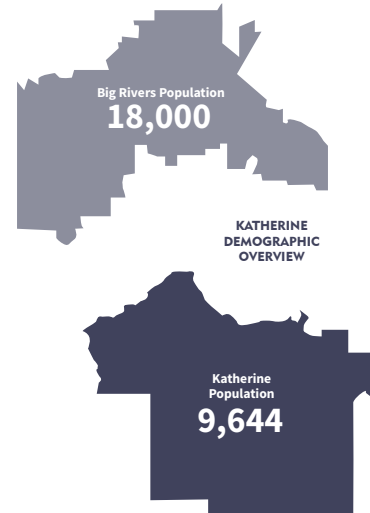 Big Rivers Population
18,000
KATHERINE
DEMOGRAPHIC
OVERVIEW
Katherine
Population
9,644